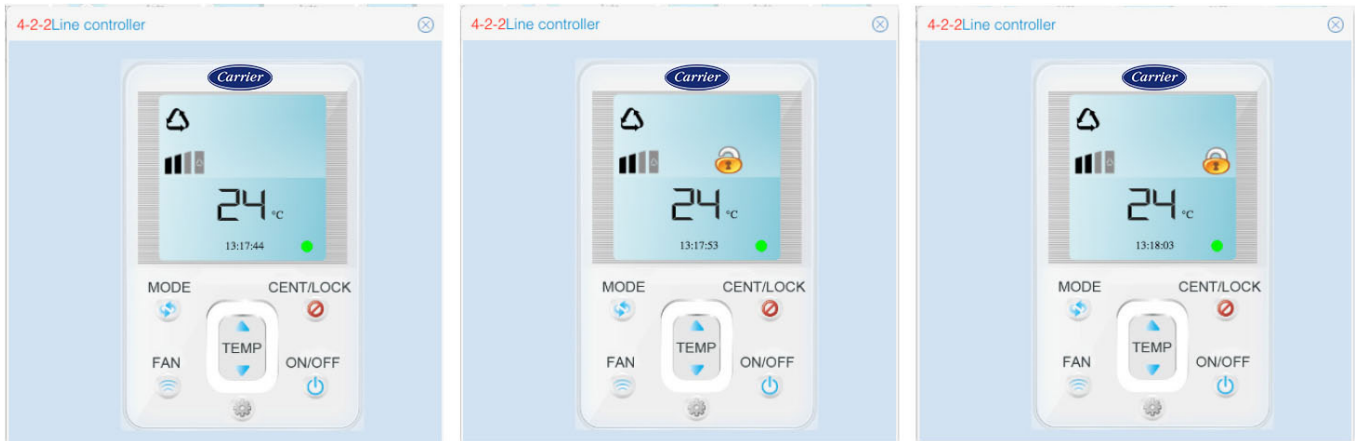 4-2-2Line controller
Carrier
24 °C
13:17:44
MODE
CENT/LOCK
TEMP
FAN
ON/OFF
4-2-2Line controller
Carrier
24 °C
13:17:53
MODE
CENT/LOCK
TEMP
FAN
ON/OFF
4-2-2Line controller
Carrier
24 °C
13:18:03
MODE
CENT/LOCK
TEMP
FAN
ON/OFF